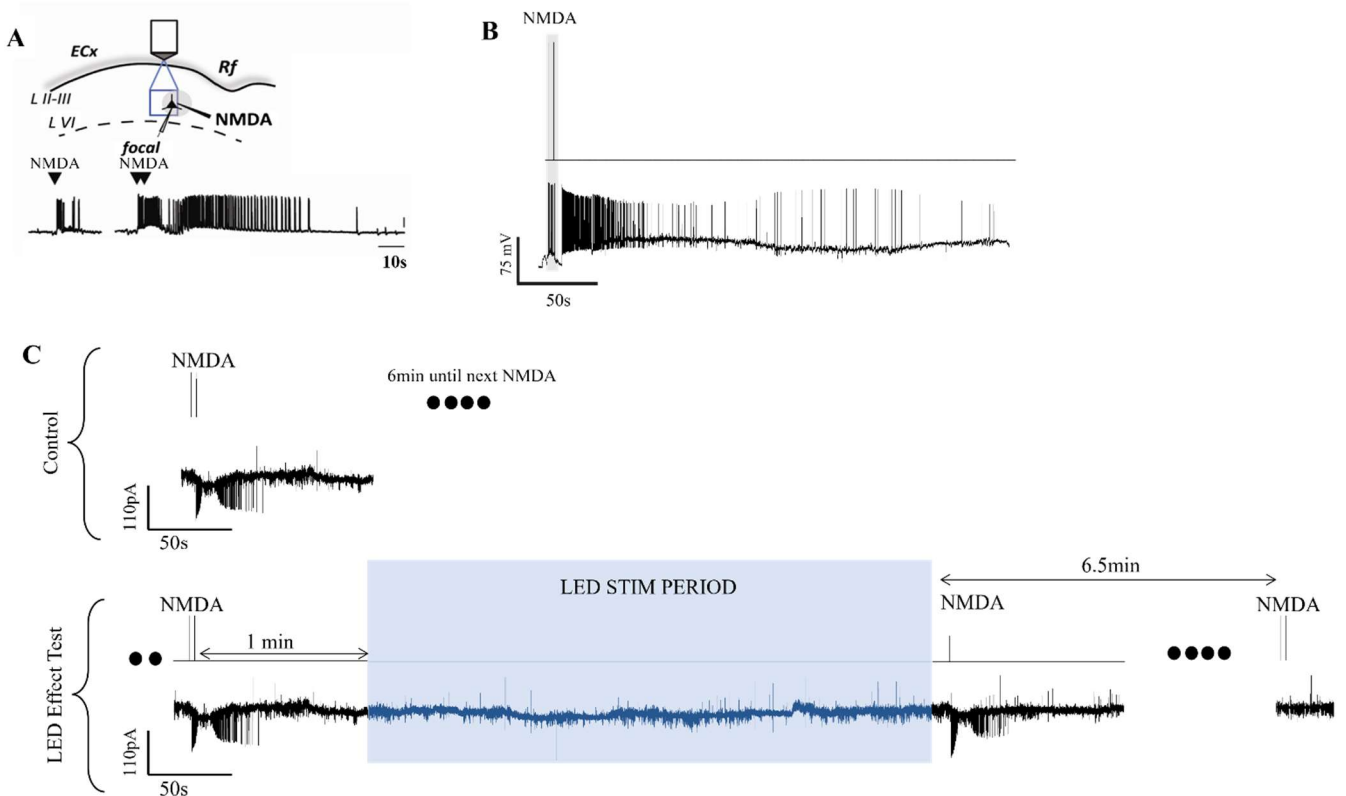 A
ECx
Rf
L II-III
L VI
NMDA
focal
NMDA
NMDA
10s
B
NMDA
75 mV
50s
C
Control
NMDA
6min until next NMDA
110pA
50s
LED Effect Test
NMDA
1 min
LED STIM PERIOD
6.5min
NMDA
NMDA
110pA
50s